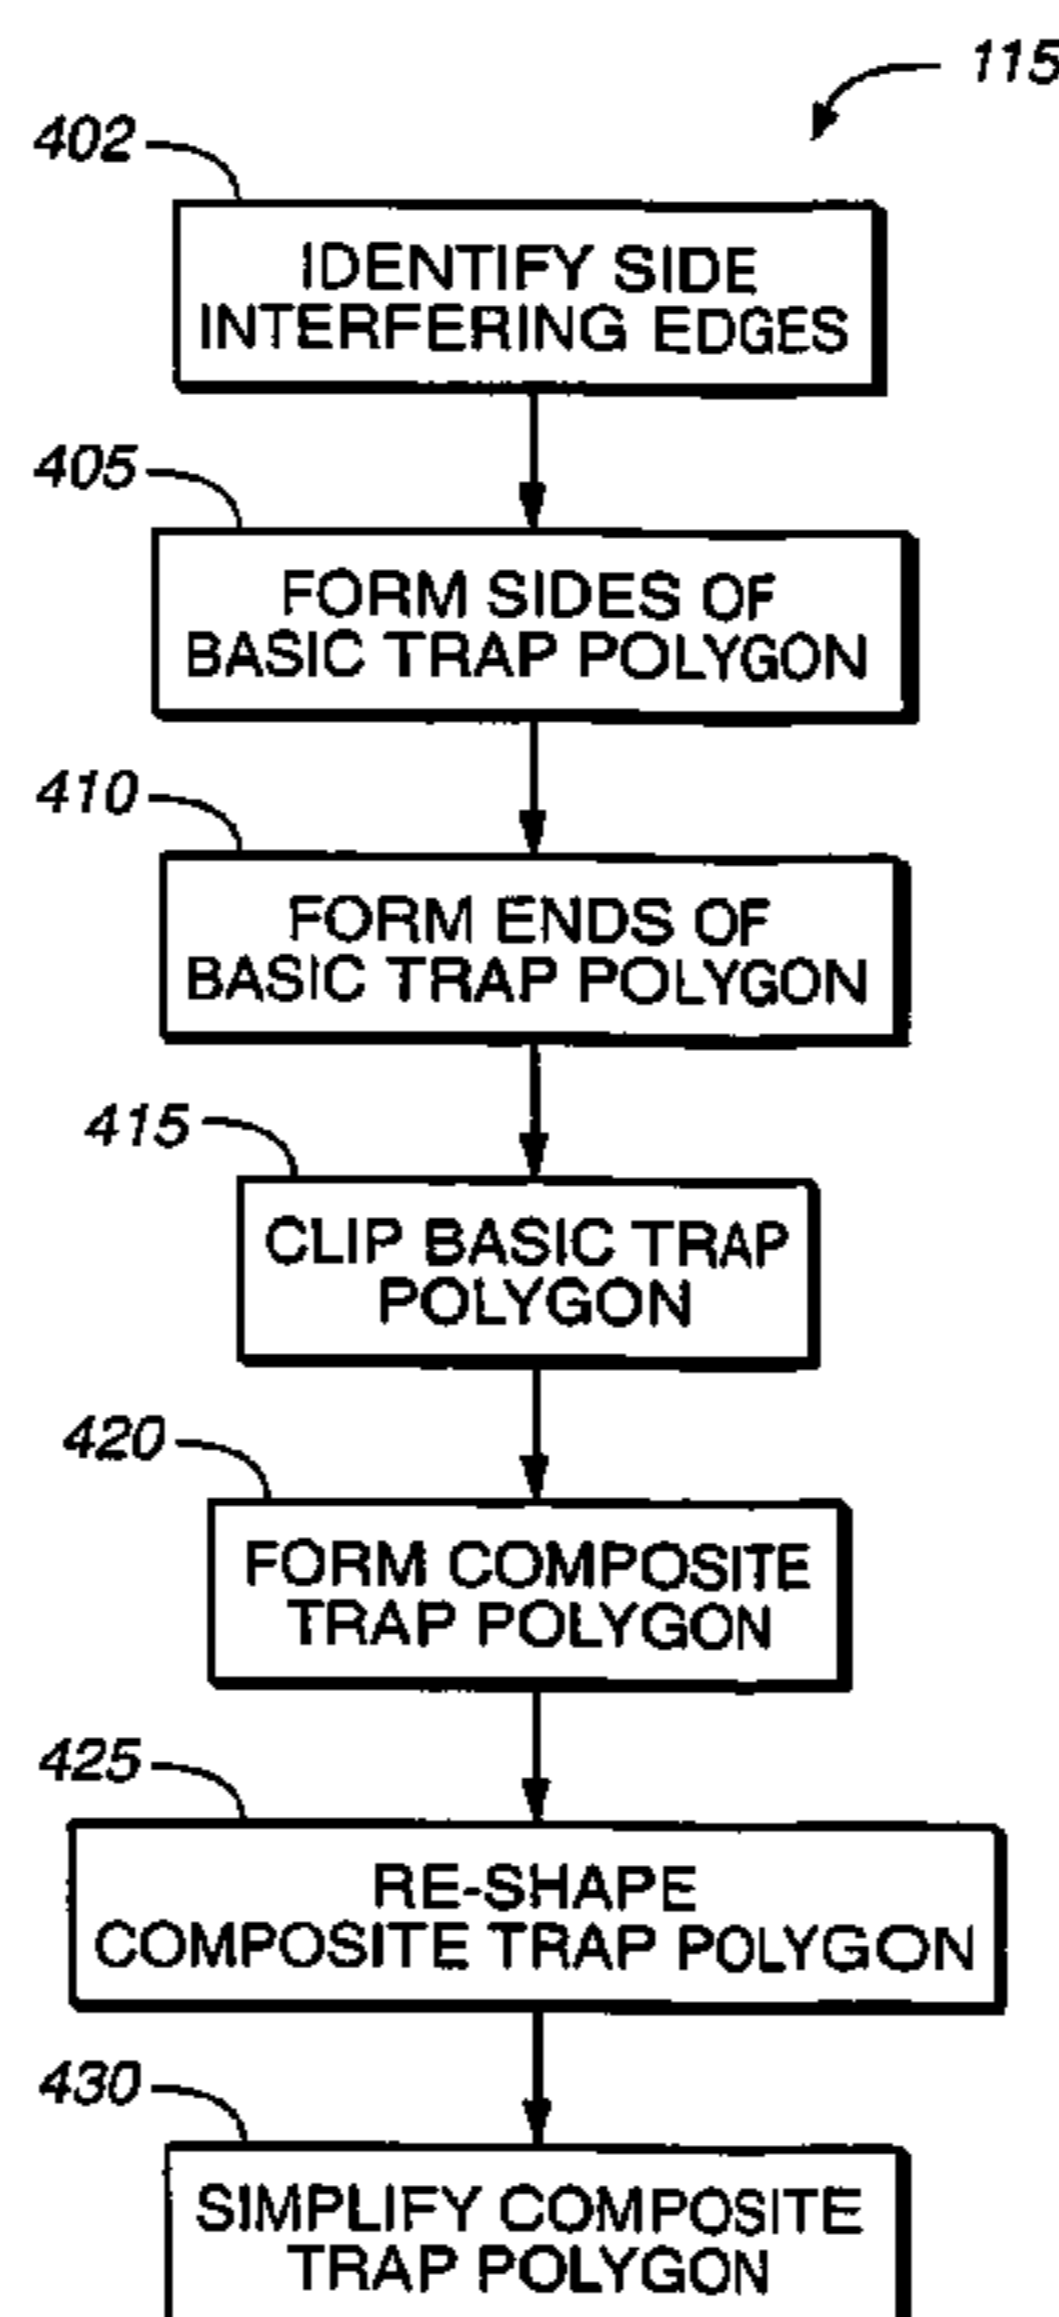 115
402
IDENTIFY SIDE
INTERFERING EDGES
405
FORM SIDES OF
BASIC TRAP POLYGON
410
FORM ENDS OF
BASIC TRAP POLYGON
415
CLIP BASIC TRAP
POLYGON
420
FORM COMPOSITE
TRAP POLYGON
425
RE-SHAPE
COMPOSITE TRAP POLYGON
430
SIMPLIFY COMPOSITE
TRAP POLYGON